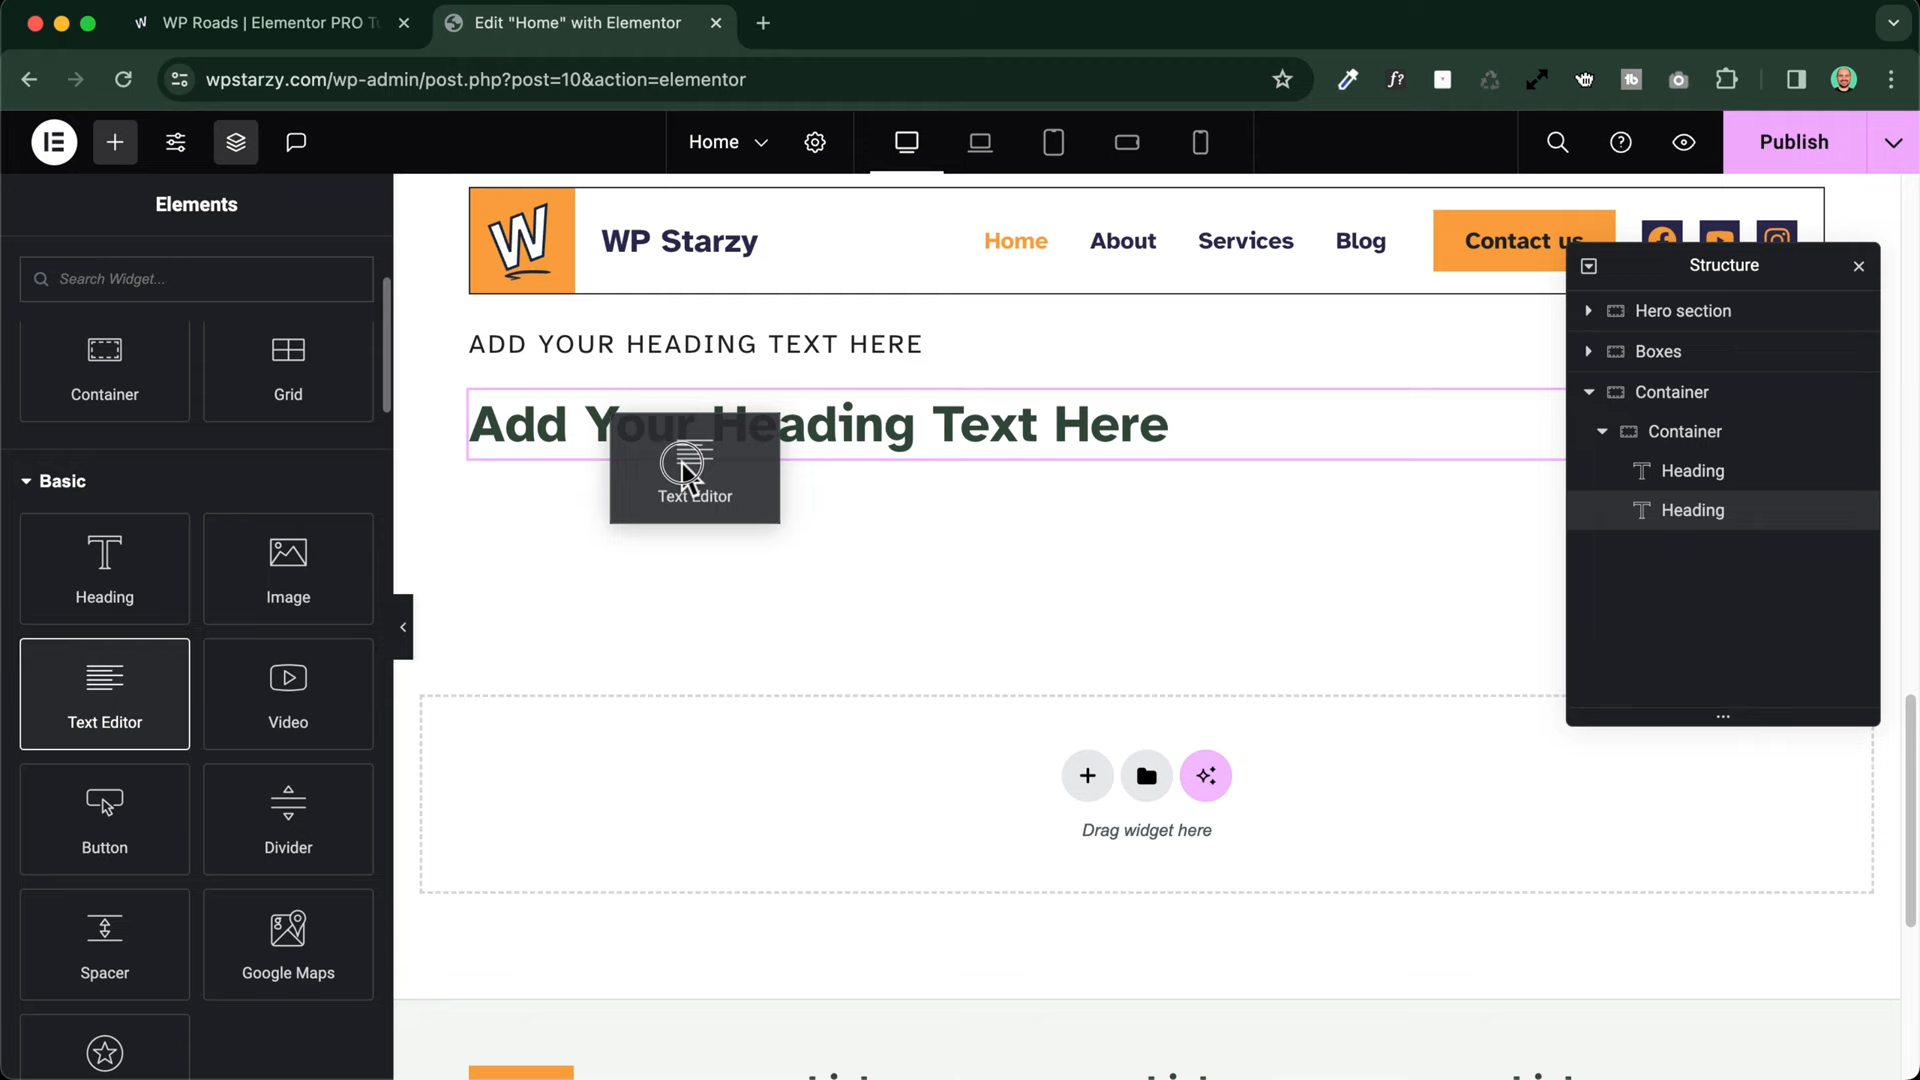 WP Roads | Elementor PRO Tu
Edit "Home" with Elementor
wpstarzy.com/wp-admin/post.php?post=10&action=elementor
f?
tb
Home
Publish
Elements
Search Widget...
Container
Grid
Basic
Heading
Image
Text Editor
Video
Button
Divider
Spacer
Google Maps
W
WP Starzy
Home
About
Services
Blog
Contact us
ADD YOUR HEADING TEXT HERE
Add Your Heading Text Here
Text Editor
Drag widget here
Structure
Hero section
Boxes
Container
Container
Heading
Heading